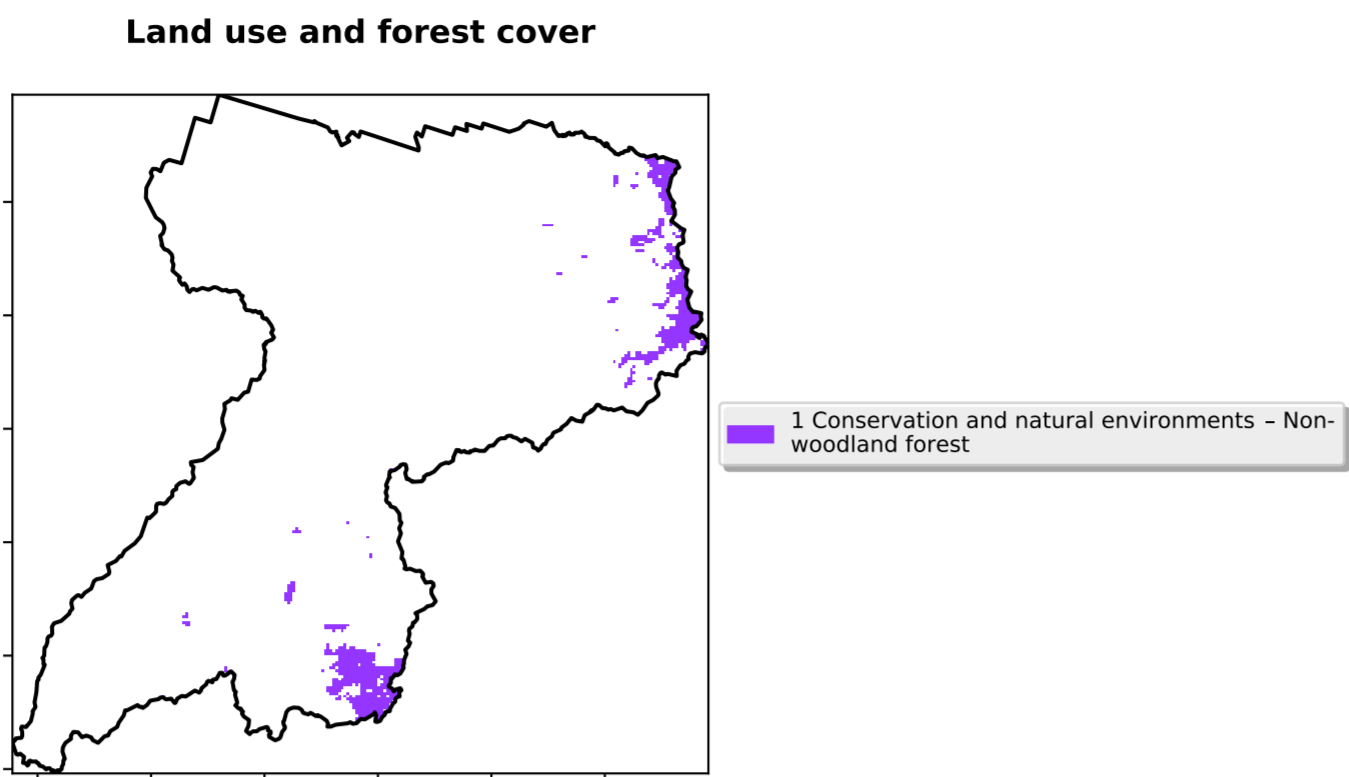 Land use and forest cover
1 Conservation and natural environments – Non-
woodland forest